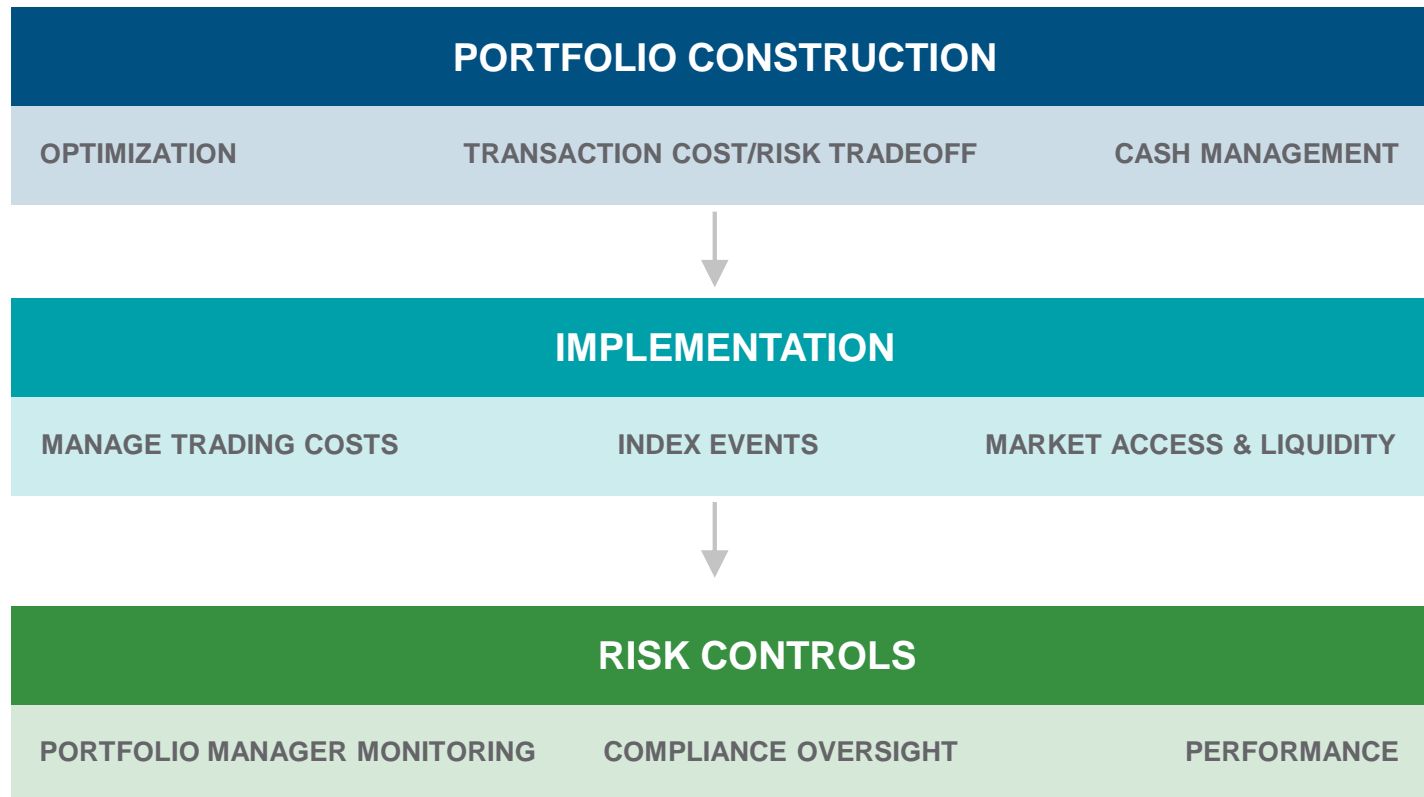 PORTFOLIO CONSTRUCTION
OPTIMIZATION TRANSACTION COST/RISK TRADEOFF CASH MANAGEMENT
IMPLEMENTATION
MANAGE TRADING COSTS INDEX EVENTS MARKET ACCESS & LIQUIDITY
RISK CONTROLS
PORTFOLIO MANAGER MONITORING COMPLIANCE OVERSIGHT PERFORMANCE